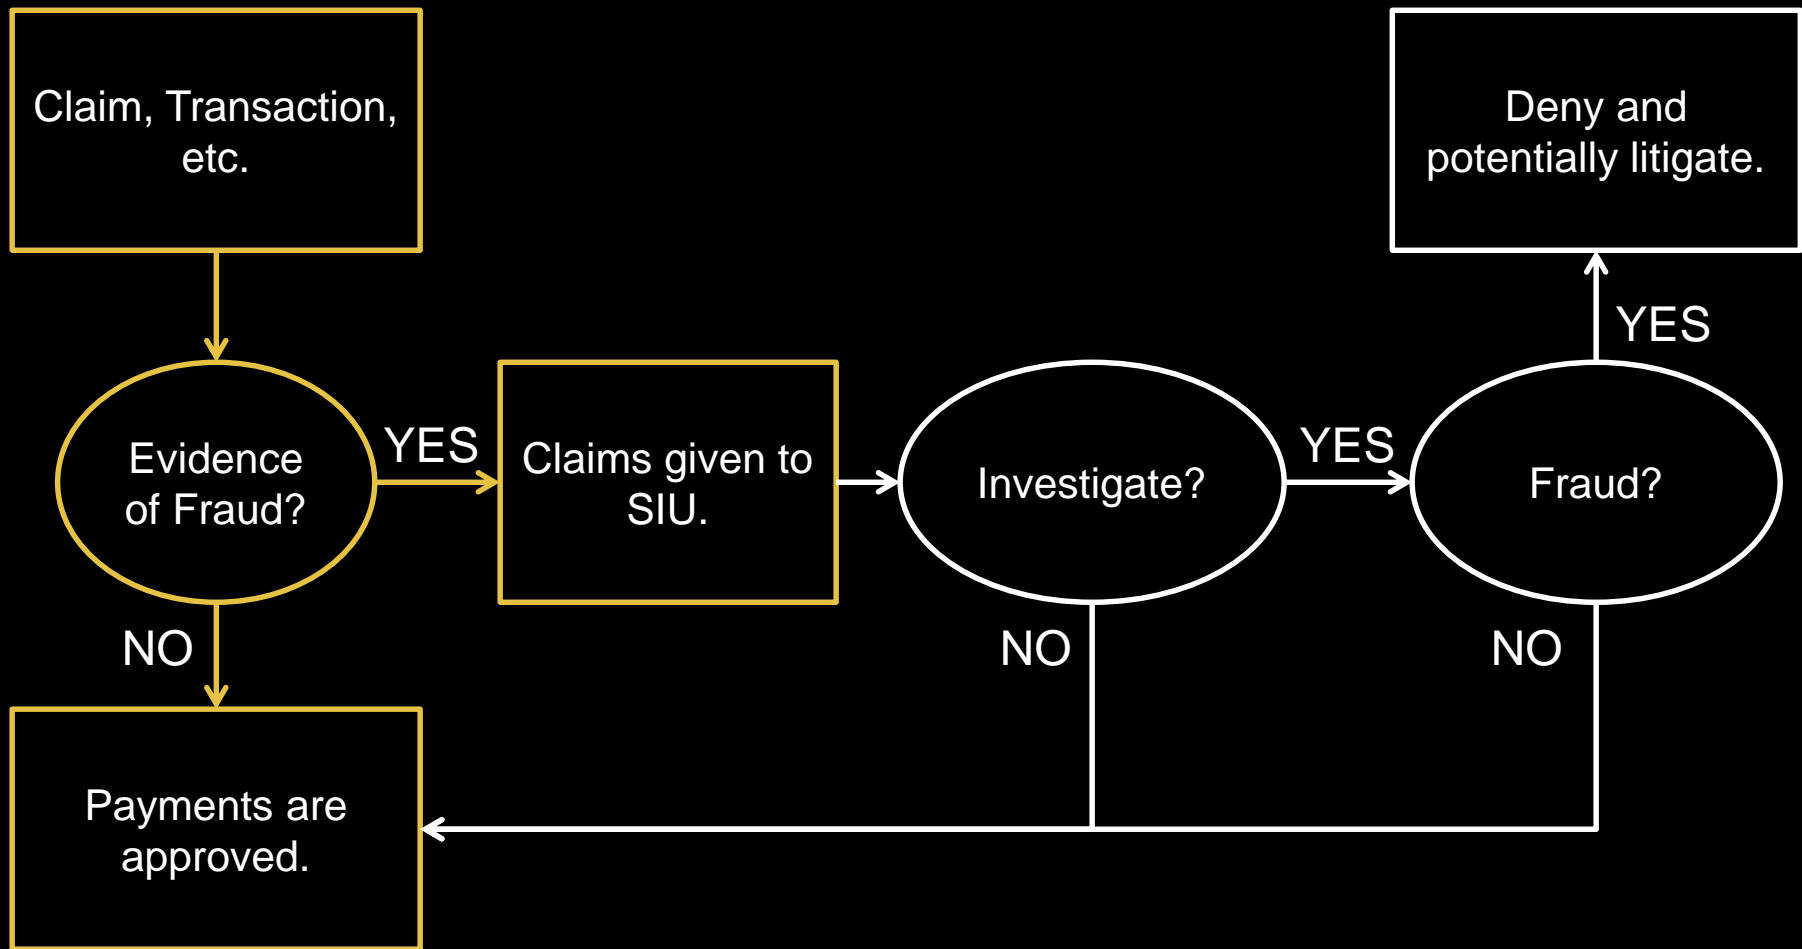 Claim, Transaction,
etc.
Deny and
potentially litigate.
YES
Evidence
of Fraud?
YES
Claims given to
SIU.
Investigate?
YES
Fraud?
NO
NO
NO
Payments are
approved.